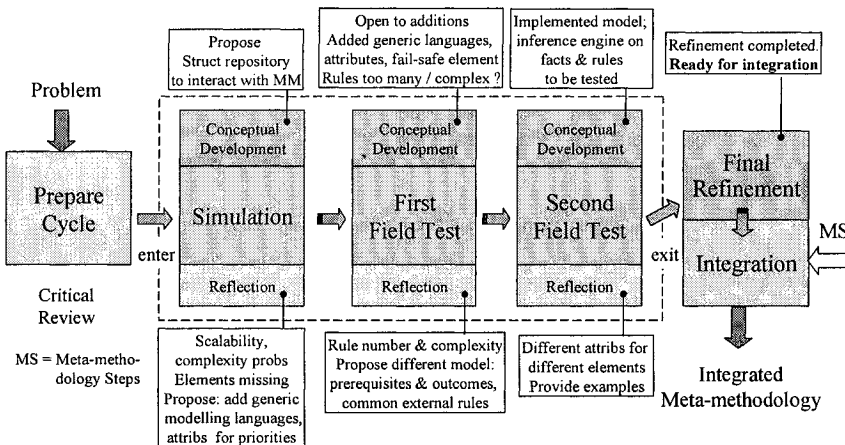 Propose
Struct repository
to interact with MM
Open to additions
Added generic languages,
attributes, fail-safe element
Rules too many / complex ?
Implemented model;
inference engine on
facts & rules
to be tested
Refinement completed.
Ready for integration
Problem
Prepare
Cycle
enter
Critical
Review
MS = Meta-metho-
dology Steps
Conceptual
Development
Simulation
Reflection
Conceptual
Development
First
Field Test
Reflection
Conceptual
Development
Second
Field Test
Reflection
exit
Final
Refinement
Integration
MS
Scalability,
complexity probs
Elements missing
Propose: add generic
modelling languages,
attribs for priorities
Rule number & complexity
Propose different model:
prerequisites & outcomes,
common external rules
Different attribs for
different elements
Provide examples
Integrated
Meta-methodology